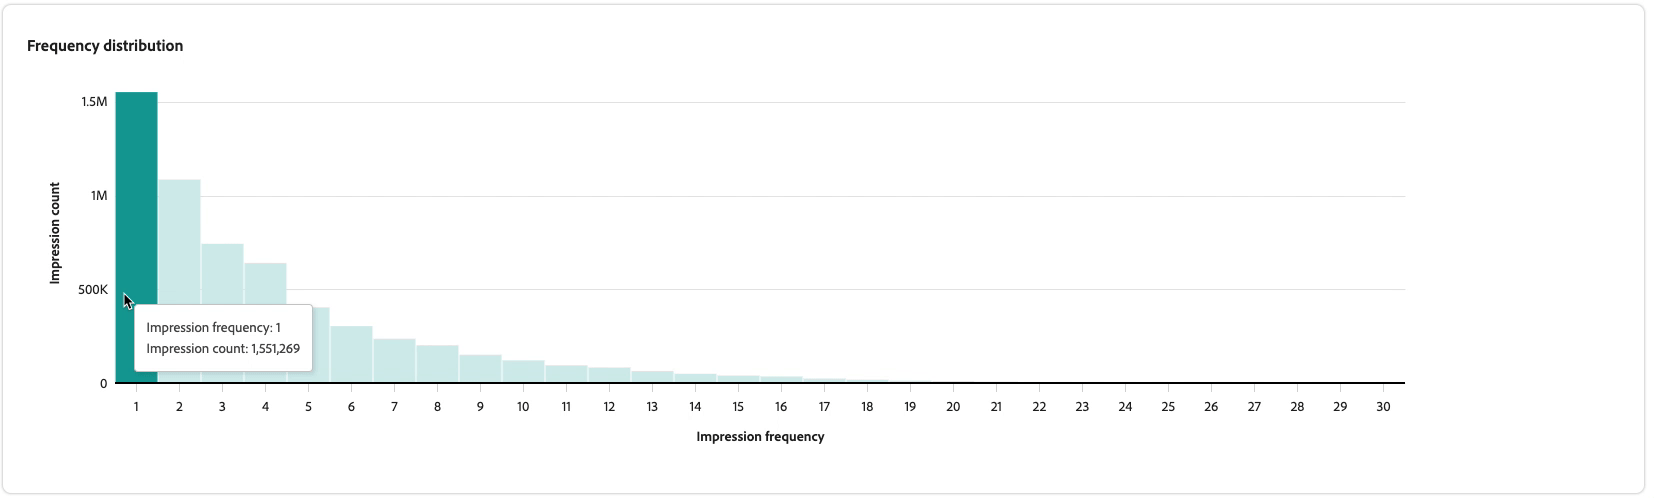 Frequency distribution
1.5M
1M
500K
0
Impression count
Impression frequency: 1
Impression count: 1,551,269
1 2 3 4 5 6 7 8 9 10 11 12 13 14 15 16 17 18 19 20 21 22 23 24 25 26 27 28 29 30
Impression frequency